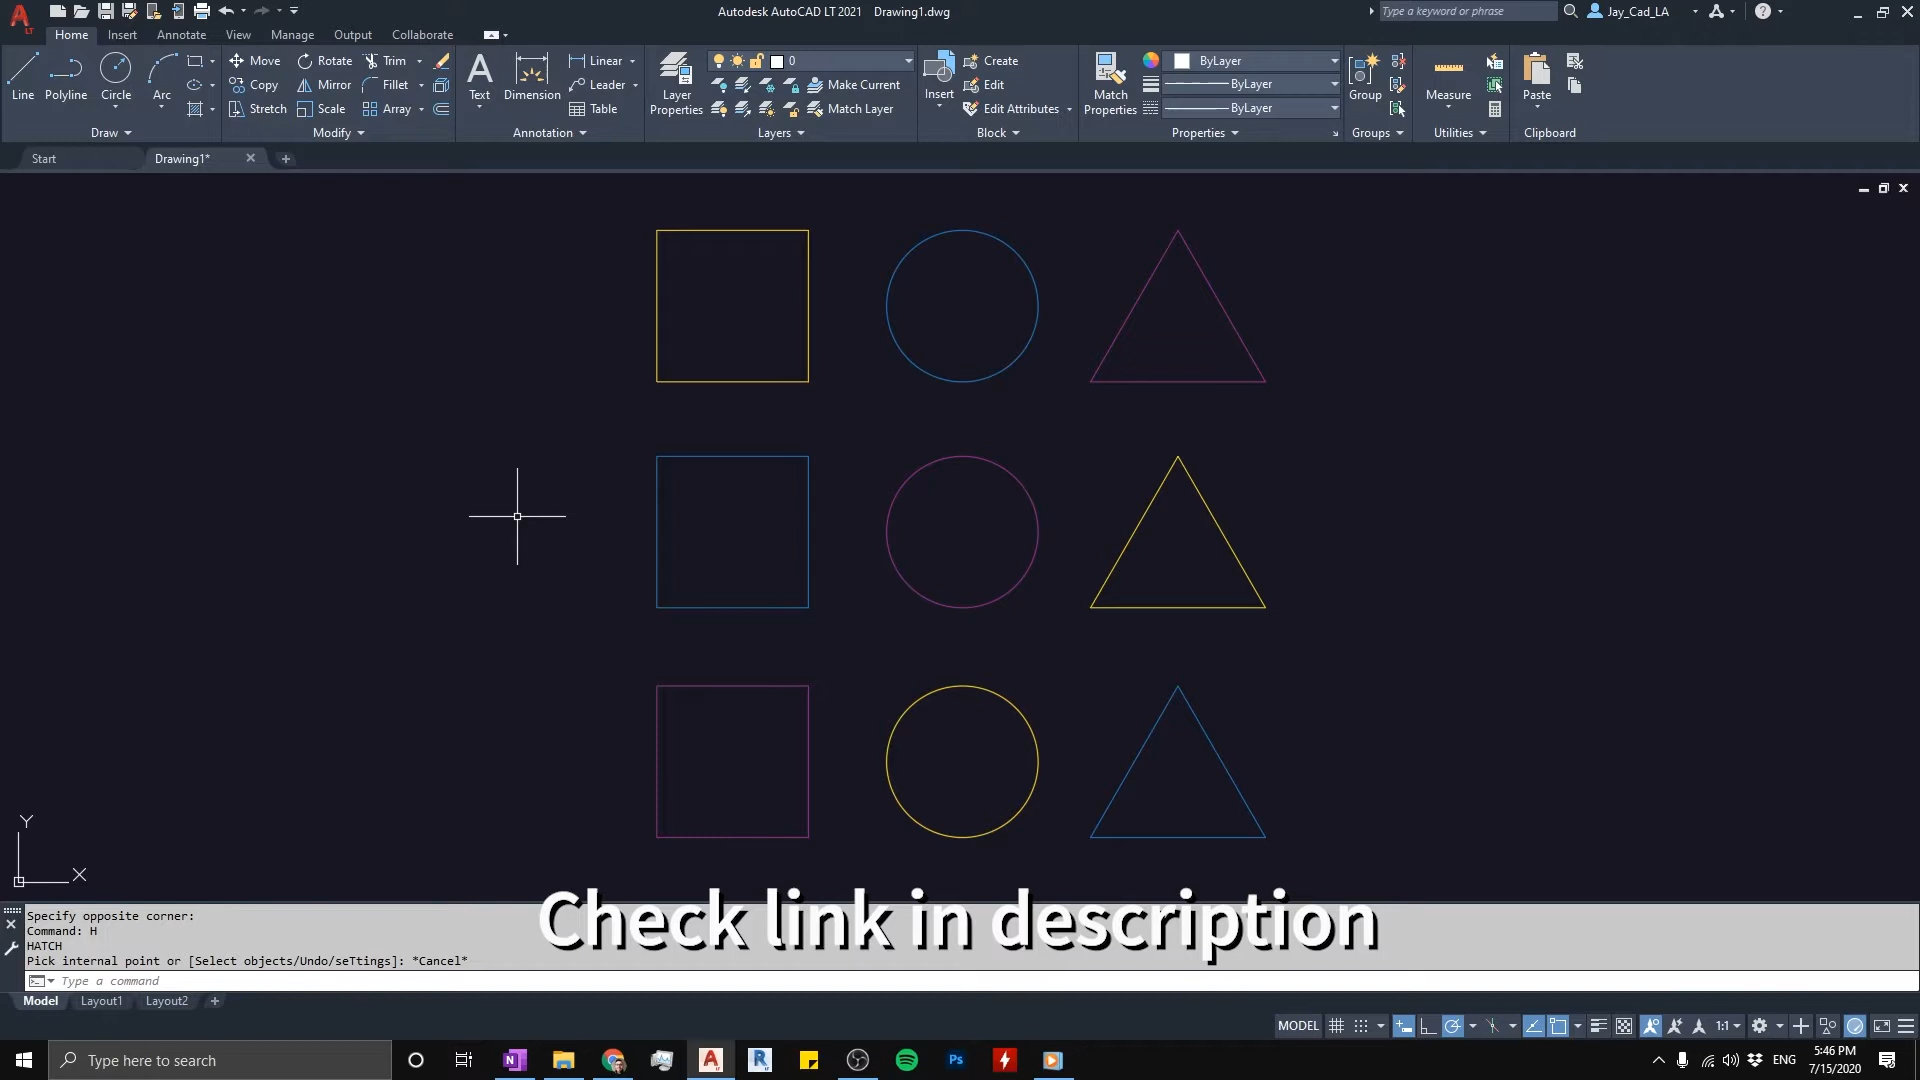 Autodesk AutoCAD LT 2021 Drawing1.dwg
Type a keyword or phrase
Jay_Cad_LA
Home Insert Annotate View Manage Output Collaborate
Line Polyline Circle Arc
Draw
Move Rotate Trim
Copy Mirror Fillet
Stretch Scale Array
Modify
Text Dimension
Linear
Leader
Table
Annotation
Layer
Properties
0
Make Current
Match Layer
Layers
Insert
Create
Edit
Edit Attributes
Block
Match
Properties
ByLayer
ByLayer
ByLayer
Properties
Group
Groups
Measure
Utilities
Paste
Clipboard
Start Drawing1*
Y
X
Check link in description
Specify opposite corner:
Command: H
HATCH
Pick internal point or [Select objects/Undo/seTtings]: *Cancel*
Type a command
Model Layout1 Layout2
MODEL 1:1
Type here to search
N A LT R Ps
ENG
5:46 PM
7/15/2020